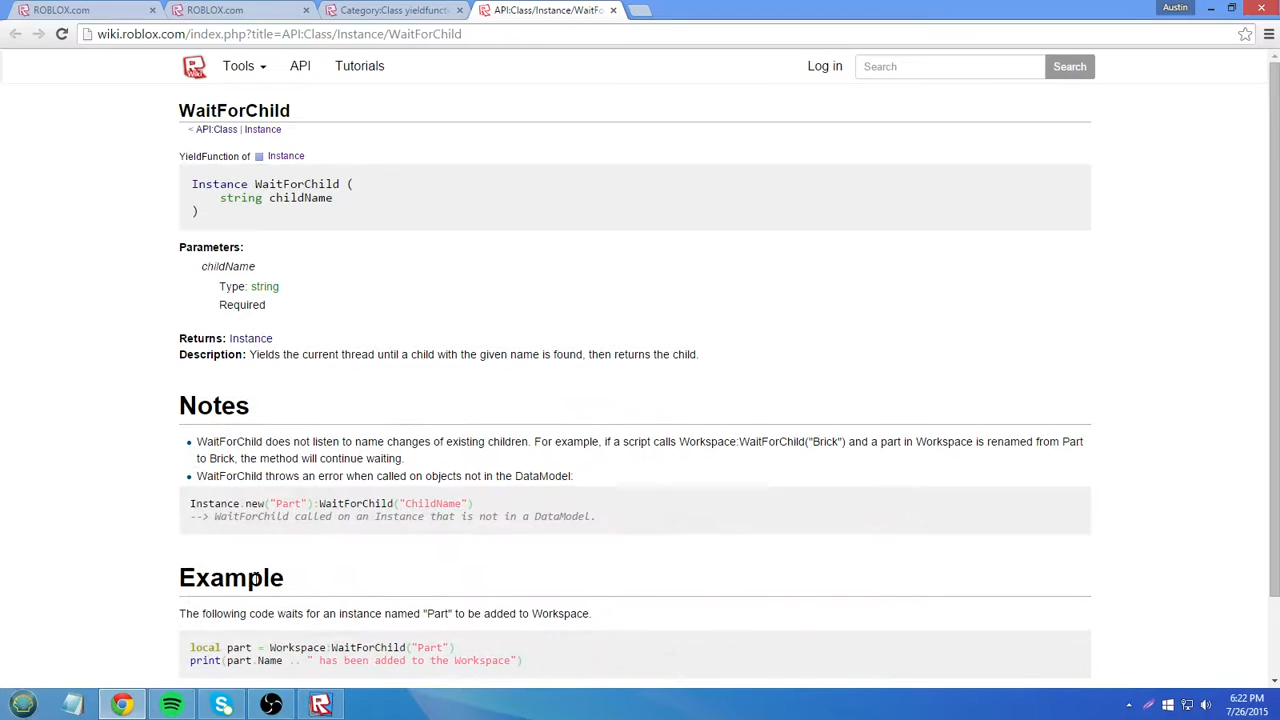 ROBLOX.com
ROBLOX.com
Category:Class yieldfunct
API:Class/Instance/WaitFo
Austin
wiki.roblox.com/index.php?title=API:Class/Instance/WaitForChild
R
Wiki
Tools
API
Tutorials
Log in
Search
Search
WaitForChild
< API:Class | Instance
YieldFunction of Instance
Instance WaitForChild (
string childName
)
Parameters:
childName
Type: string
Required
Returns: Instance
Description: Yields the current thread until a child with the given name is found, then returns the child.
Notes
WaitForChild does not listen to name changes of existing children. For example, if a script calls Workspace:WaitForChild("Brick") and a part in Workspace is renamed from Part
to Brick, the method will continue waiting.
WaitForChild throws an error when called on objects not in the DataModel:
Instance.new("Part"):WaitForChild("ChildName")
--> WaitForChild called on an Instance that is not in a DataModel.
Example
The following code waits for an instance named "Part" to be added to Workspace.
local part = Workspace:WaitForChild("Part")
print(part.Name .. " has been added to the Workspace")
6:22 PM
7/26/2015